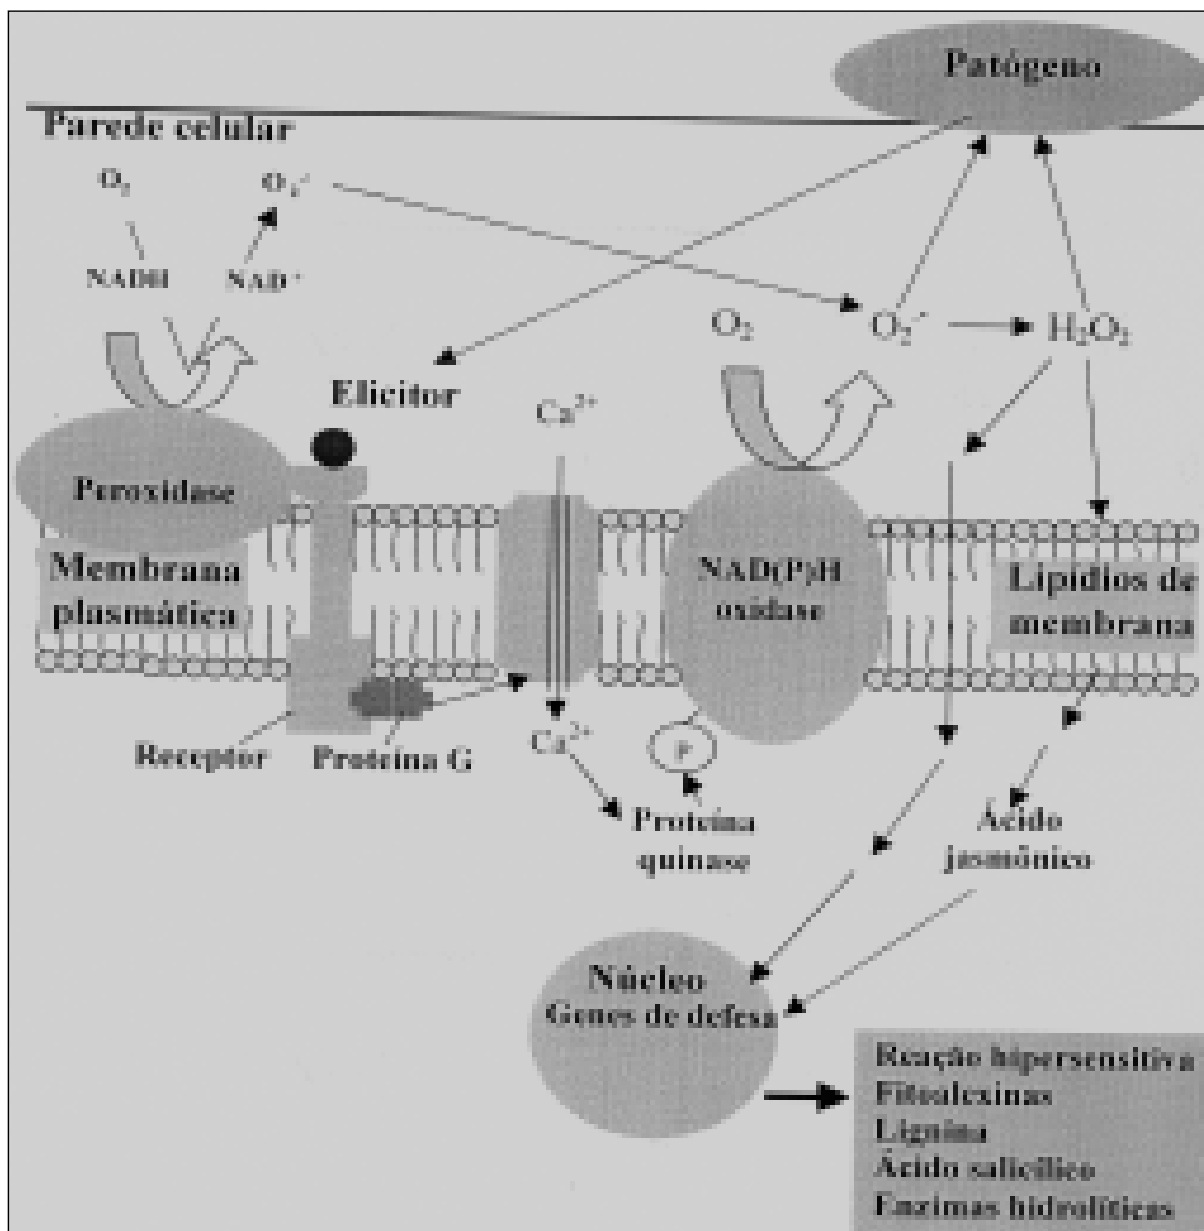 Patógeno
Parede celular
O₂
O₂⁻
NADH
NAD⁺
O₂
O₂⁻
H₂O₂
Elicitor
Ca²⁺
Peroxidase
Membrana
plasmática
NAD(P)H
oxidase
Lipídios de
membrana
Receptor
Proteína G
Ca²⁺
P
Proteína
quinase
Ácido
jasmônico
Núcleo
Genes de defesa
Reação hipersensitiva
Fitoalexinas
Lignina
Ácido salicílico
Enzimas hidrolíticas